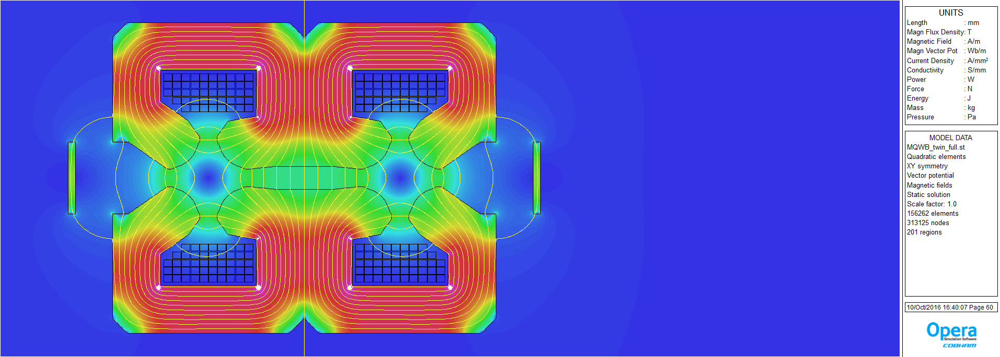 UNITS
Length : mm
Magn Flux Density: T
Magnetic Field : A/m
Magn Vector Pot : Wb/m
Current Density : A/mm²
Conductivity : S/mm
Power : W
Force : N
Energy : J
Mass : kg
Pressure : Pa
MODEL DATA
MQWB_twin_full.st
Quadratic elements
XY symmetry
Vector potential
Magnetic fields
Static solution
Scale factor: 1.0
156262 elements
313125 nodes
201 regions
10/Oct/2016 16:40:07 Page 60
Opera
Simulation Software
COBHAM